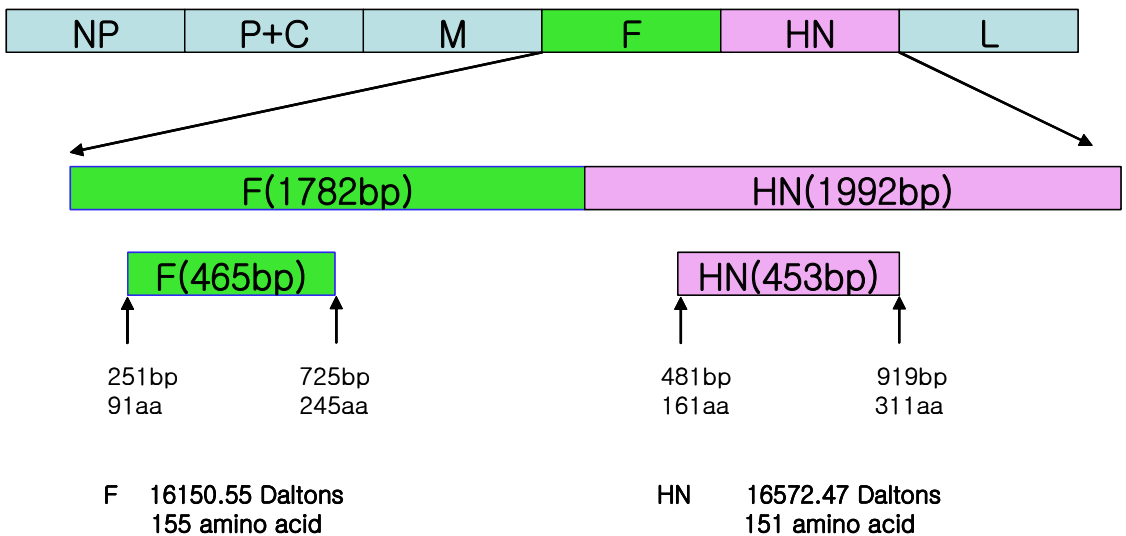 NP P+C M F HN L
F(1782bp) HN(1992bp)
F(465bp) HN(453bp)
251bp 725bp 481bp 919bp
91aa 245aa 161aa 311aa
F 16150.55 Daltons HN 16572.47 Daltons
155 amino acid 151 amino acid